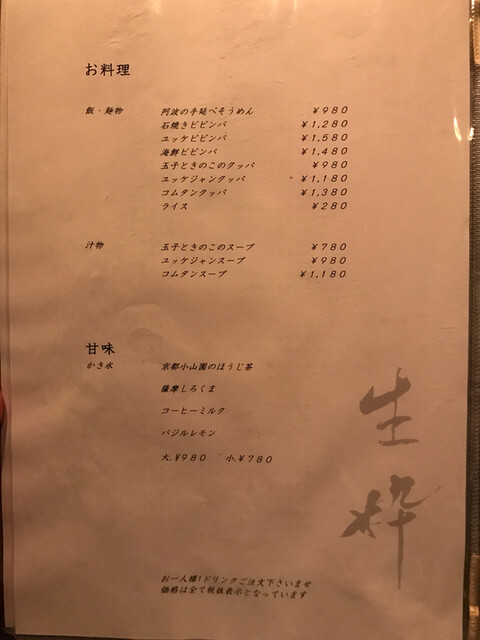 お料理
飯・麺物 阿波の手延べそうめん ¥980
石焼きビビンバ ¥1,280
ユッケビビンバ ¥1,580
海鮮ビビンバ ¥1,480
玉子ときのこのクッパ ¥980
ユッケジャンクッパ ¥1,180
コムタンクッパ ¥1,380
ライス ¥280
汁物 玉子ときのこのスープ ¥780
ユッケジャンスープ ¥980
コムタンスープ ¥1,180
甘味
かき氷 京都小山園のほうじ茶
薩摩しろくま
コーヒーミルク
バジルレモン
大.¥980 小.¥780
生
粋
お一人様1ドリンクご注文下さいませ
価格は全て税抜表示となっています